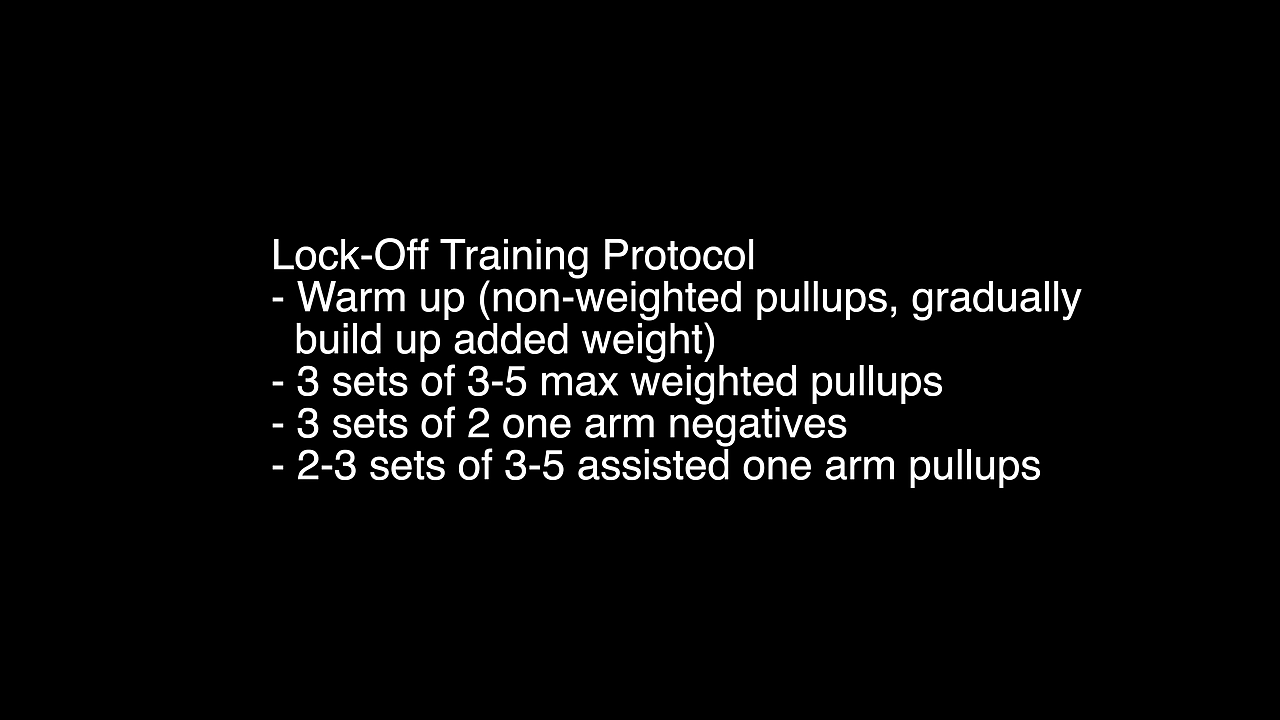 Lock-Off Training Protocol
- Warm up (non-weighted pullups, gradually
build up added weight)
- 3 sets of 3-5 max weighted pullups
- 3 sets of 2 one arm negatives
- 2-3 sets of 3-5 assisted one arm pullups